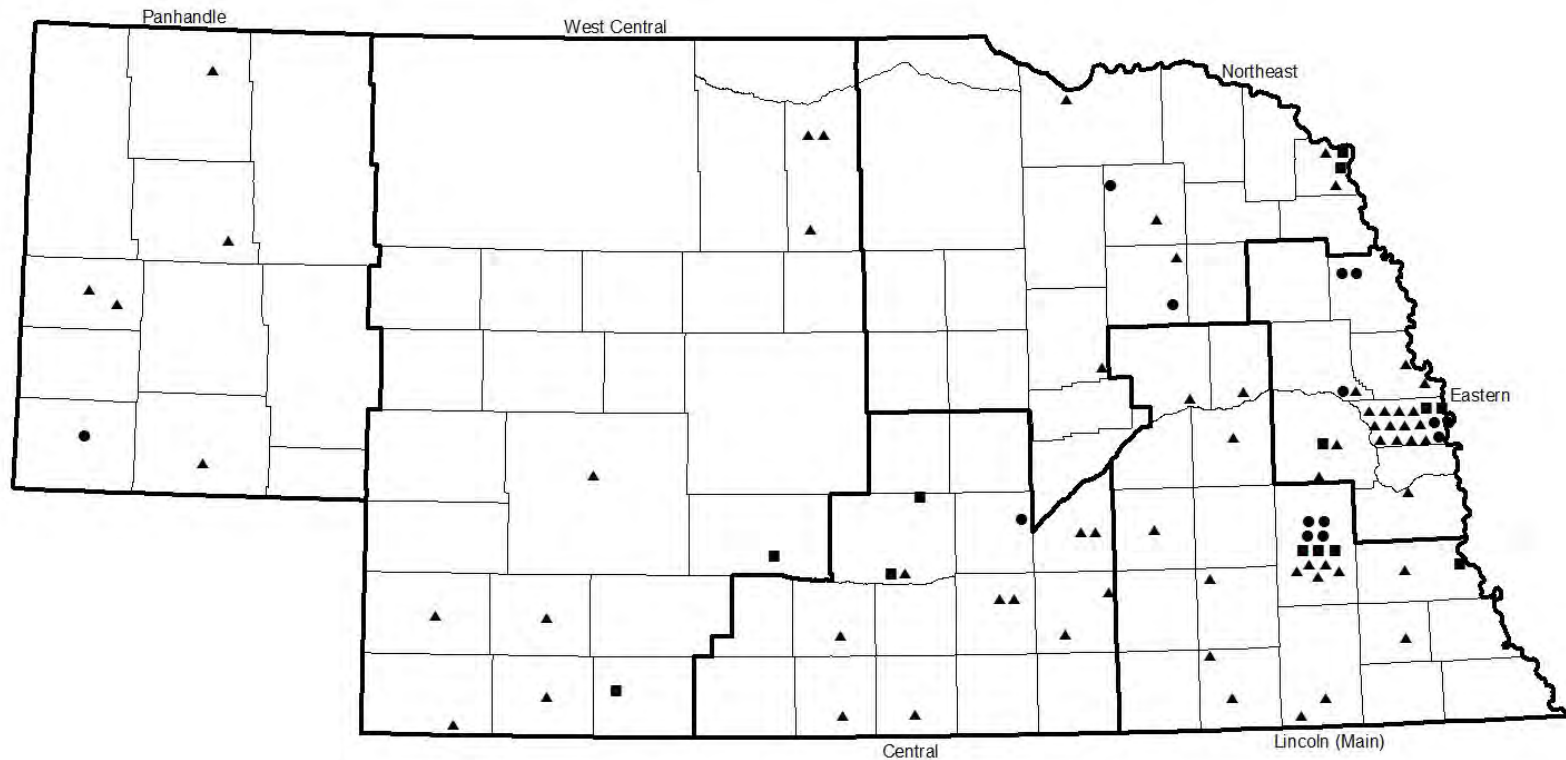 Panhandle
West Central
Northeast
Eastern
Central
Lincoln (Main)